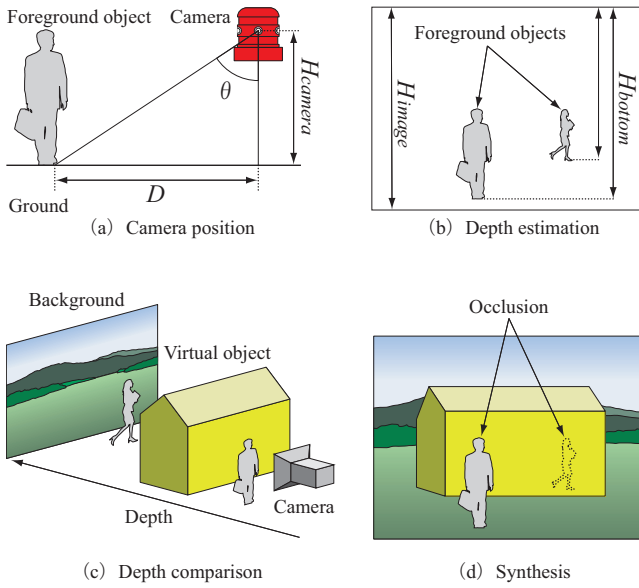 Foreground object
Camera
θ
Hcamera
D
Ground
(a) Camera position
Foreground objects
Himage
Hbottom
(b) Depth estimation
Background
Virtual object
Camera
Depth
(c) Depth comparison
Occlusion
(d) Synthesis